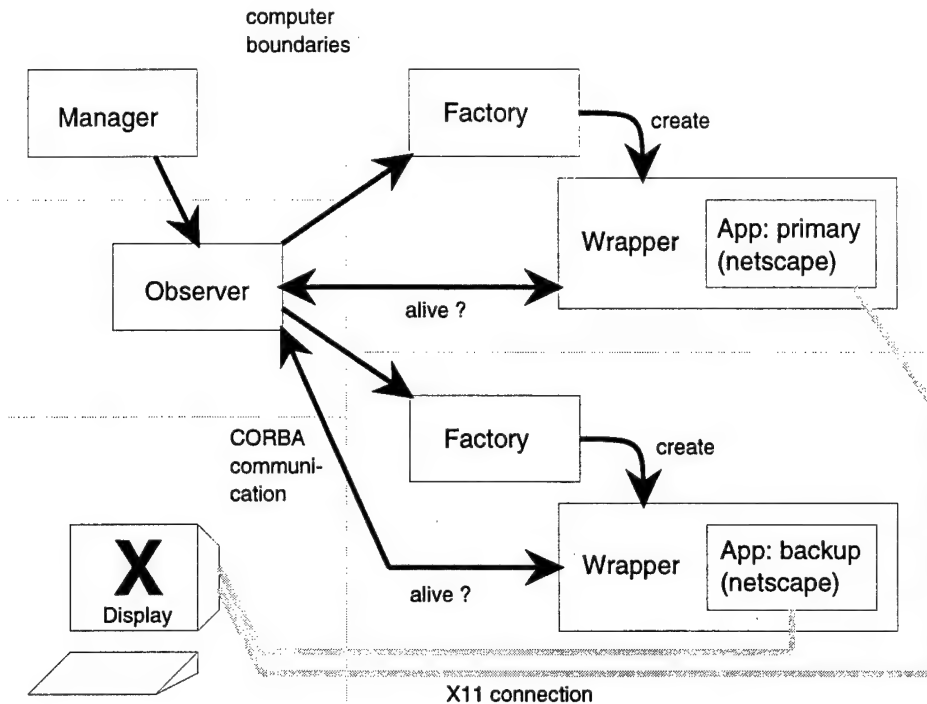 computer
boundaries
Manager
Factory
create
Wrapper
App: primary
(netscape)
Observer
alive ?
Factory
create
CORBA
communi-
cation
Wrapper
App: backup
(netscape)
alive ?
X
Display
X11 connection